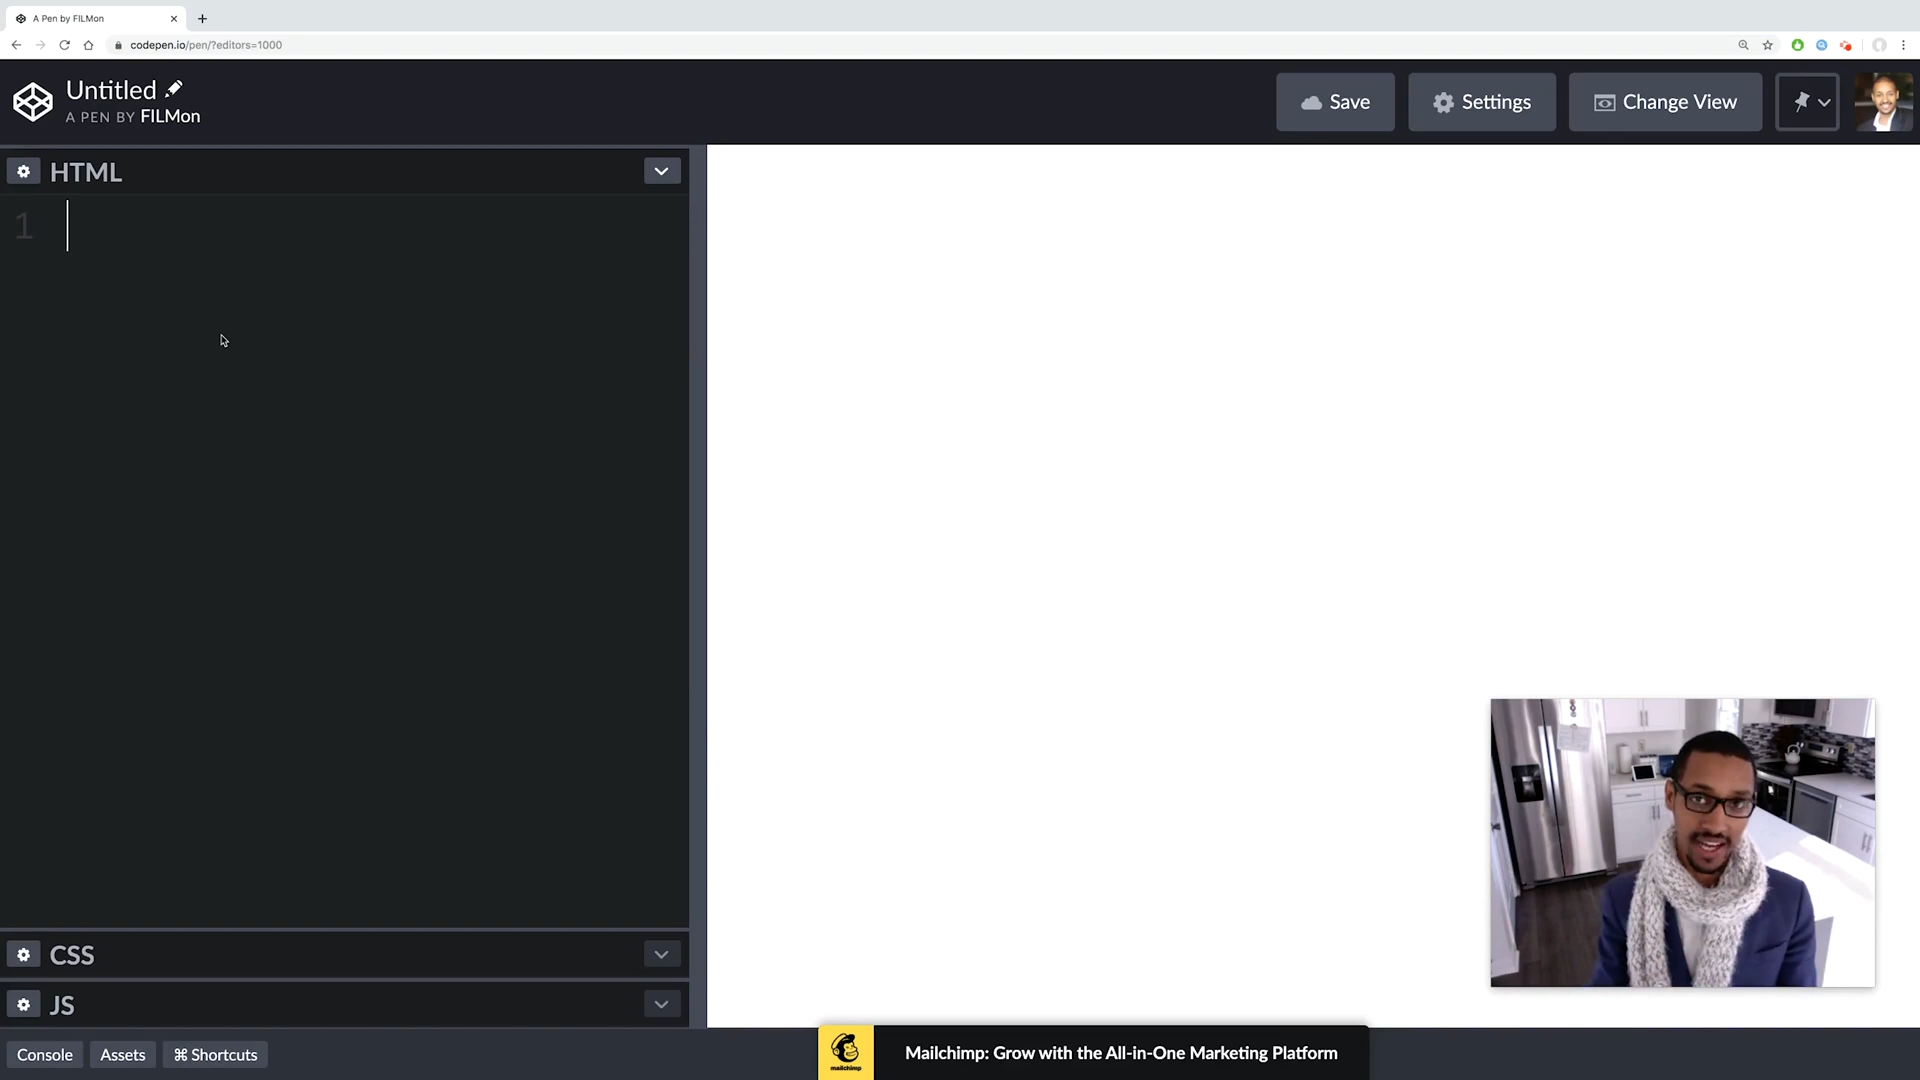 A Pen by FILMon
codepen.io/pen/?editors=1000
Untitled
A PEN BY FILMon
Save
Settings
Change View
HTML
1
CSS
JS
Console
Assets
⌘ Shortcuts
mailchimp
Mailchimp: Grow with the All-in-One Marketing Platform